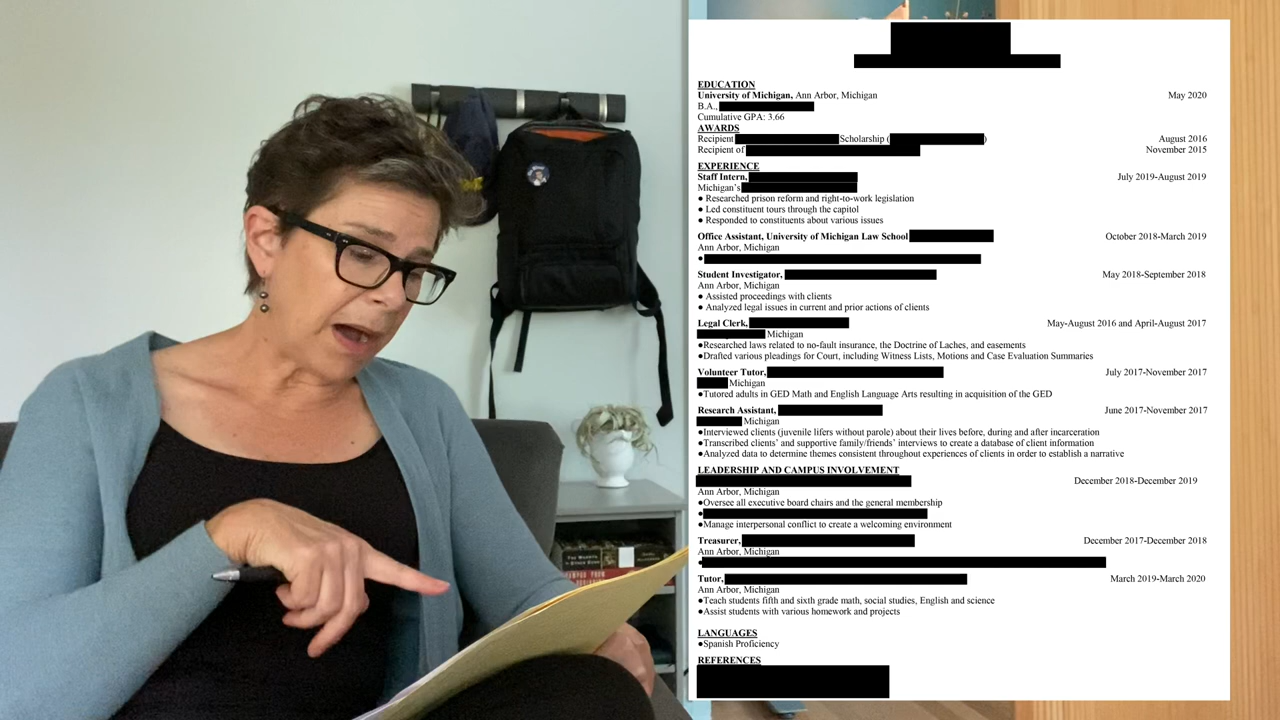 EDUCATION
University of Michigan, Ann Arbor, Michigan May 2020
B.A.,
Cumulative GPA: 3.66
AWARDS
Recipient Scholarship ( ) August 2016
Recipient of November 2015
EXPERIENCE
Staff Intern, July 2019-August 2019
Michigan's
● Researched prison reform and right-to-work legislation
● Led constituent tours through the capitol
● Responded to constituents about various issues
Office Assistant, University of Michigan Law School October 2018-March 2019
Ann Arbor, Michigan
●
Student Investigator, May 2018-September 2018
Ann Arbor, Michigan
● Assisted proceedings with clients
● Analyzed legal issues in current and prior actions of clients
Legal Clerk, May-August 2016 and April-August 2017
Michigan
●Researched laws related to no-fault insurance, the Doctrine of Laches, and easements
●Drafted various pleadings for Court, including Witness Lists, Motions and Case Evaluation Summaries
Volunteer Tutor, July 2017-November 2017
Michigan
●Tutored adults in GED Math and English Language Arts resulting in acquisition of the GED
Research Assistant, June 2017-November 2017
Michigan
●Interviewed clients (juvenile lifers without parole) about their lives before, during and after incarceration
●Transcribed clients' and supportive family/friends' interviews to create a database of client information
●Analyzed data to determine themes consistent throughout experiences of clients in order to establish a narrative
LEADERSHIP AND CAMPUS INVOLVEMENT
December 2018-December 2019
Ann Arbor, Michigan
●Oversee all executive board chairs and the general membership
●
●Manage interpersonal conflict to create a welcoming environment
Treasurer, December 2017-December 2018
Ann Arbor, Michigan
●
Tutor, March 2019-March 2020
Ann Arbor, Michigan
●Teach students fifth and sixth grade math, social studies, English and science
●Assist students with various homework and projects
LANGUAGES
●Spanish Proficiency
REFERENCES